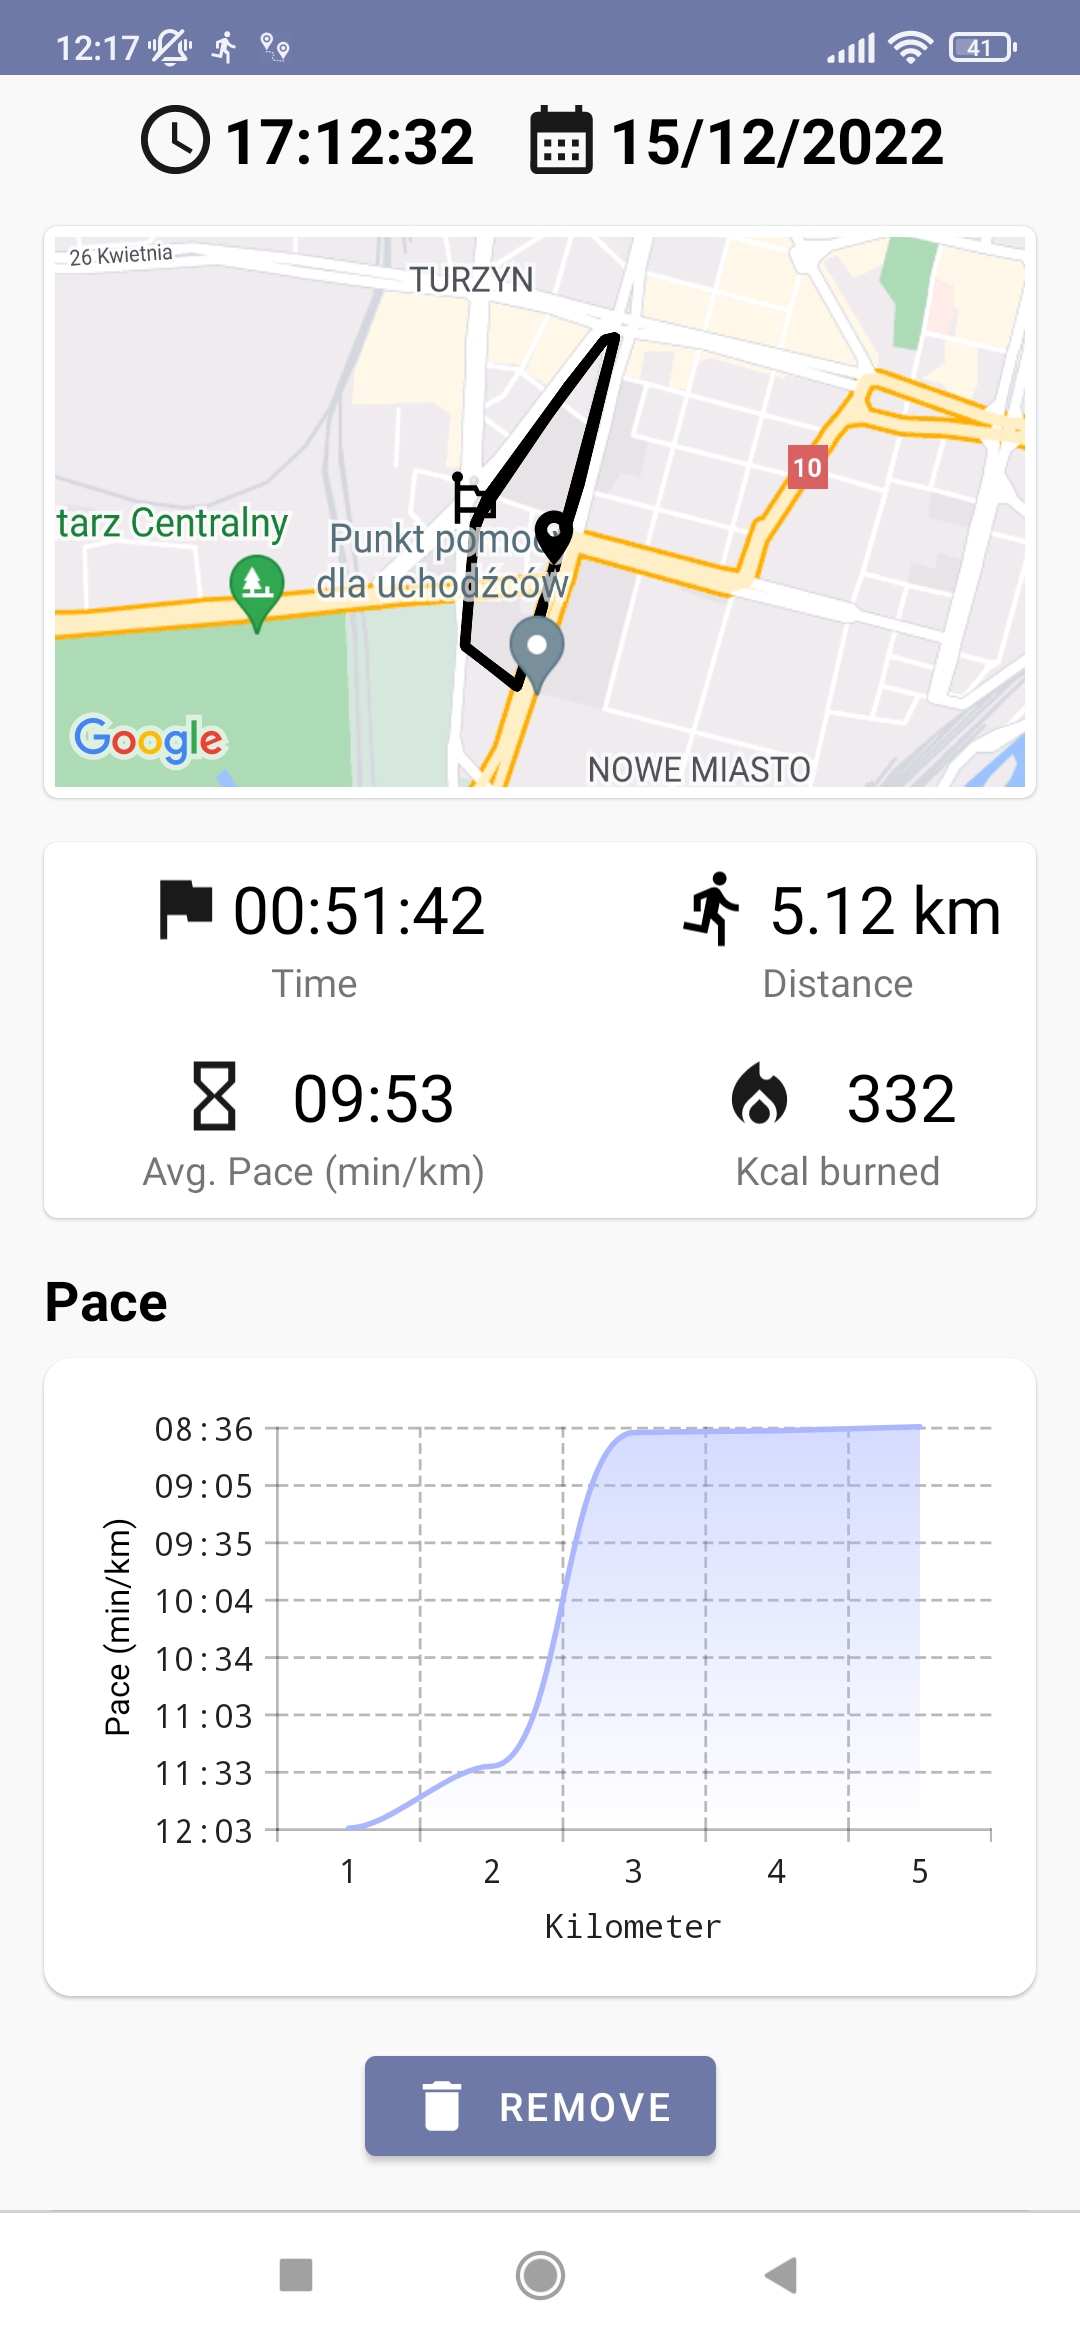 12:17
41
17:12:32 15/12/2022
26 Kwietnia
TURZYN
10
tarz Centralny
Punkt pomoc
dla uchodźców
Google
NOWE MIASTO
00:51:42 5.12 km
Time Distance
09:53 332
Avg. Pace (min/km) Kcal burned
Pace
Pace (min/km)
08:36
09:05
09:35
10:04
10:34
11:03
11:33
12:03
1 2 3 4 5
Kilometer
REMOVE